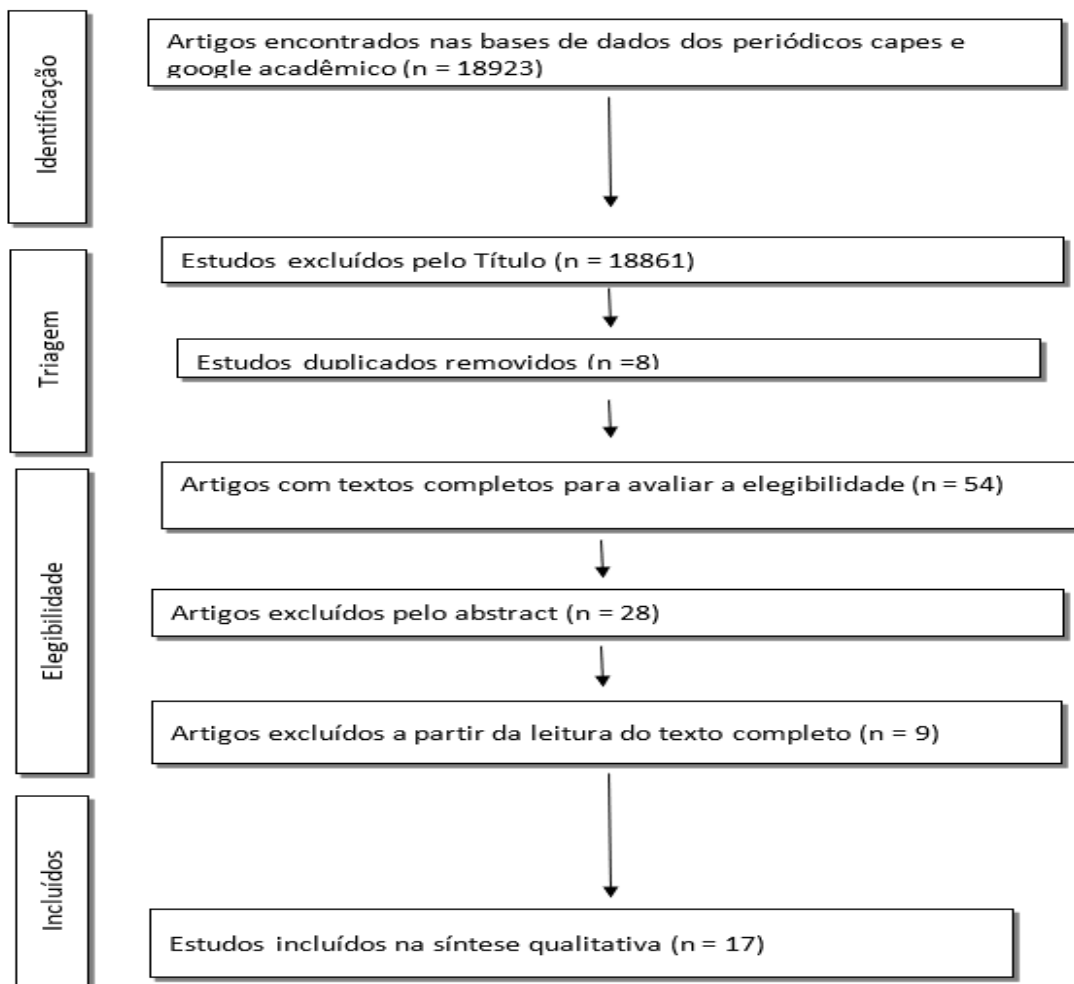 Identificação
Artigos encontrados nas bases de dados dos periódicos capes e
google acadêmico (n = 18923)
Triagem
Estudos excluídos pelo Título (n = 18861)
Estudos duplicados removidos (n =8)
Elegibilidade
Artigos com textos completos para avaliar a elegibilidade (n = 54)
Artigos excluídos pelo abstract (n = 28)
Artigos excluídos a partir da leitura do texto completo (n = 9)
Incluídos
Estudos incluídos na síntese qualitativa (n = 17)